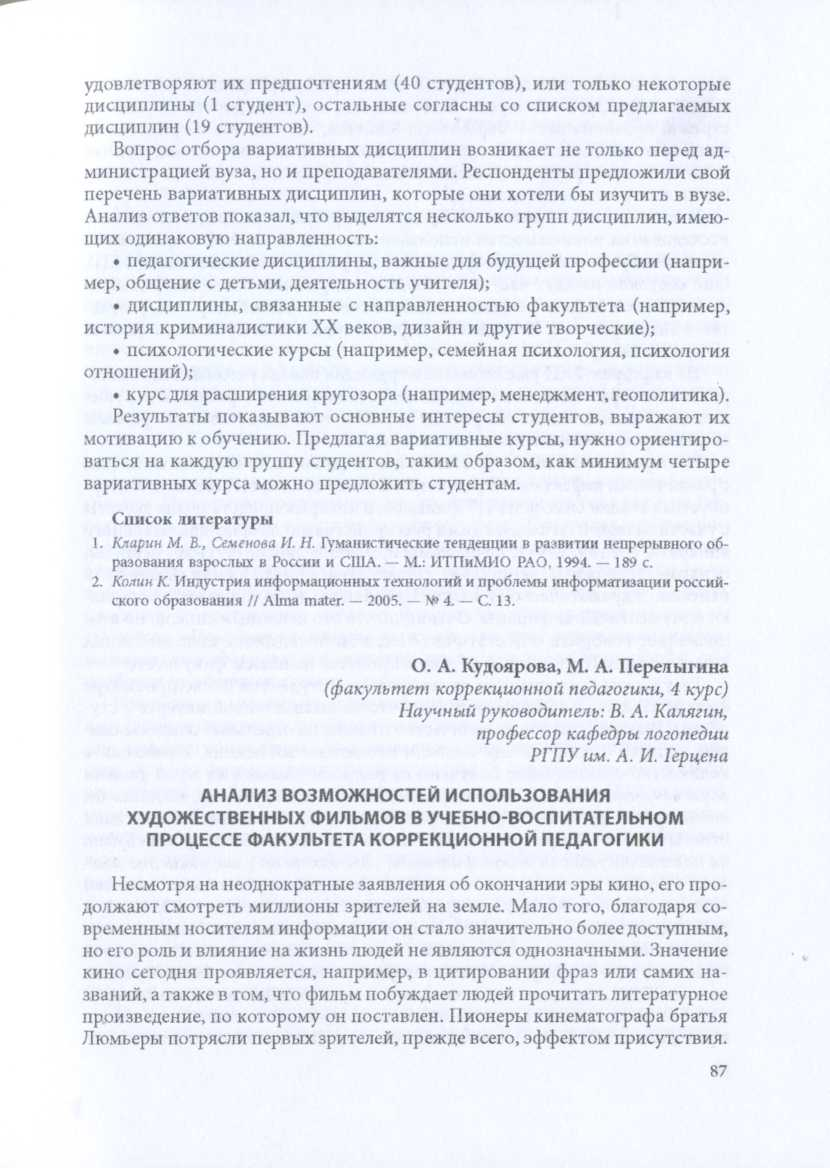 удовлетворяют их предпочтениям (40 студентов), или только некоторые
дисциплины (1 студент), остальные согласны со списком предлагаемых
дисциплин (19 студентов).
Вопрос отбора вариативных дисциплин возникает не только перед ад-
министрацией вуза, но и преподавателями. Респонденты предложили свой
перечень вариативных дисциплин, которые они хотели бы изучить в вузе.
Анализ ответов показал, что выделятся несколько групп дисциплин, имею-
щих одинаковую направленность:
• педагогические дисциплины, важные для будущей профессии (напри-
мер, общение с детьми, деятельность учителя);
• дисциплины, связанные с направленностью факультета (например,
история криминалистики XX веков, дизайн и другие творческие);
• психологические курсы (например, семейная психология, психология
отношений);
• курс для расширения кругозора (например, менеджмент, геополитика).
Результаты показывают основные интересы студентов, выражают их
мотивацию к обучению. Предлагая вариативные курсы, нужно ориентиро-
ваться на каждую группу студентов, таким образом, как минимум четыре
вариативных курса можно предложить студентам.
Список литературы
1. Кларин М. В., Семенова И. Н. Гуманистические тенденции в развитии непрерывного об-
разования взрослых в России и США. — М.: ИТПиМИО РАО, 1994. — 189 с.
2. Колин К. Индустрия информационных технологий и проблемы информатизации россий-
ского образования // Alma mater. — 2005. — № 4. — С. 13.
О. А. Кудоярова, М. А. Перелыгина
(факультет коррекционной педагогики, 4 курс)
Научный руководитель: В. А. Калягин,
профессор кафедры логопедии
РГПУ им. А. И. Герцена
АНАЛИЗ ВОЗМОЖНОСТЕЙ ИСПОЛЬЗОВАНИЯ
ХУДОЖЕСТВЕННЫХ ФИЛЬМОВ В УЧЕБНО-ВОСПИТАТЕЛЬНОМ
ПРОЦЕССЕ ФАКУЛЬТЕТА КОРРЕКЦИОННОЙ ПЕДАГОГИКИ
Несмотря на неоднократные заявления об окончании эры кино, его про-
должают смотреть миллионы зрителей на земле. Мало того, благодаря со-
временным носителям информации он стало значительно более доступным,
но его роль и влияние на жизнь людей не являются однозначными. Значение
кино сегодня проявляется, например, в цитировании фраз или самих на-
званий, а также в том, что фильм побуждает людей прочитать литературное
произведение, по которому он поставлен. Пионеры кинематографа братья
Люмьеры потрясли первых зрителей, прежде всего, эффектом присутствия.
87